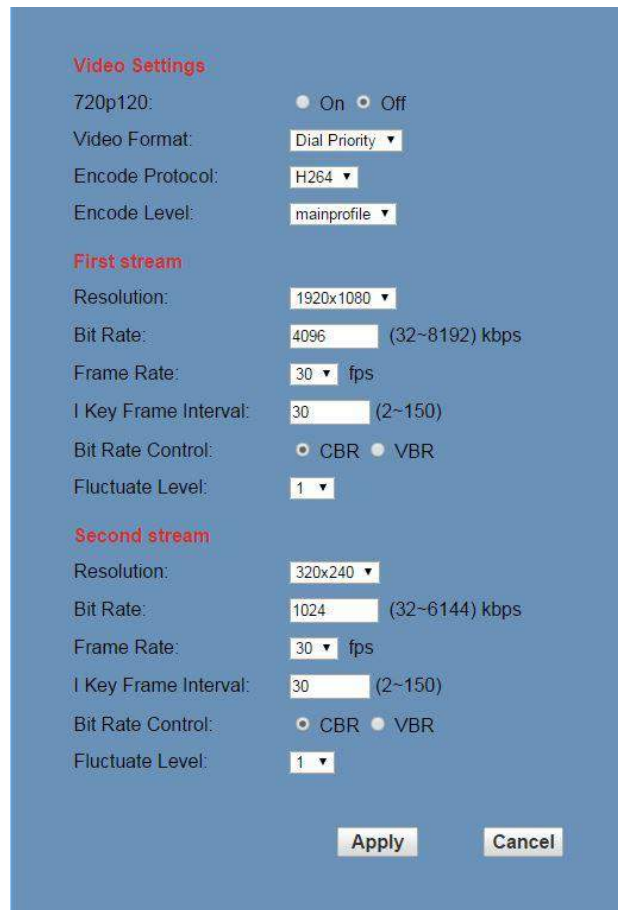 Video Settings
720p120: On Off
Video Format: Dial Priority
Encode Protocol: H264
Encode Level: mainprofile
First stream
Resolution: 1920x1080
Bit Rate: 4096 (32~8192) kbps
Frame Rate: 30 fps
I Key Frame Interval: 30 (2~150)
Bit Rate Control: CBR VBR
Fluctuate Level: 1
Second stream
Resolution: 320x240
Bit Rate: 1024 (32~6144) kbps
Frame Rate: 30 fps
I Key Frame Interval: 30 (2~150)
Bit Rate Control: CBR VBR
Fluctuate Level: 1
Apply Cancel